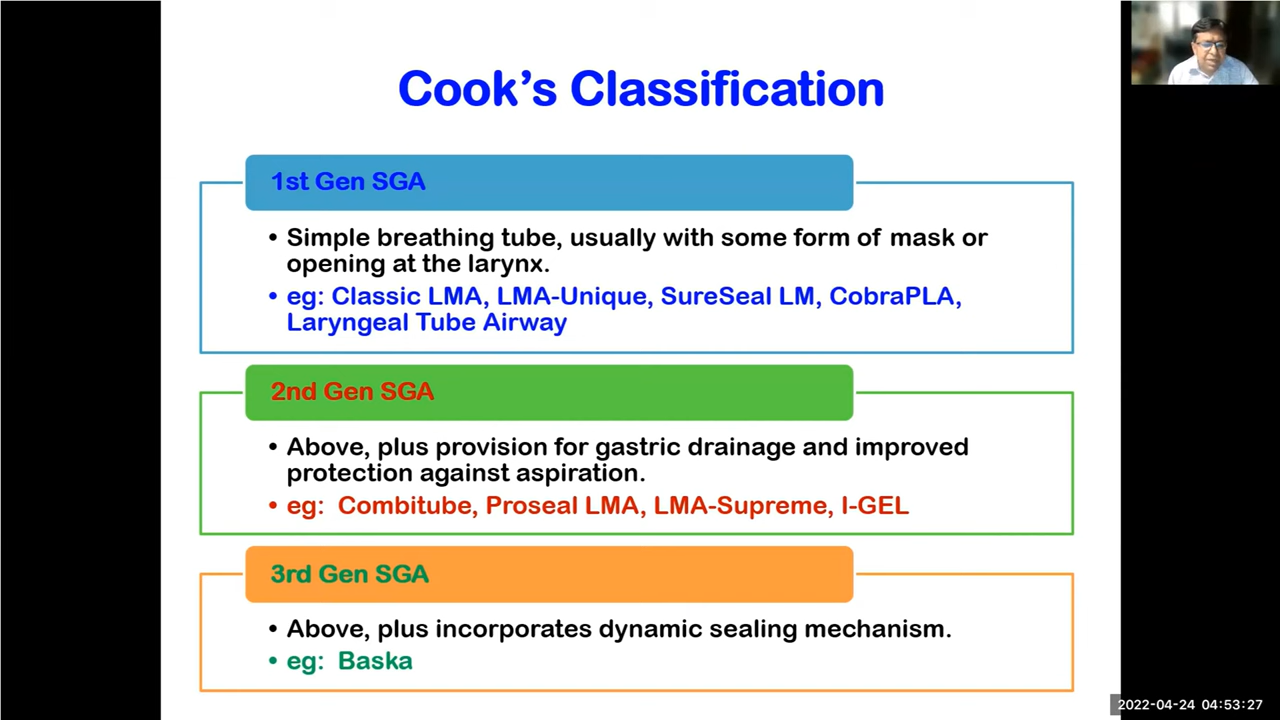 Cook's Classification
1st Gen SGA
• Simple breathing tube, usually with some form of mask or
opening at the larynx.
• eg: Classic LMA, LMA-Unique, SureSeal LM, CobraPLA,
Laryngeal Tube Airway
2nd Gen SGA
• Above, plus provision for gastric drainage and improved
protection against aspiration.
• eg:  Combitube, Proseal LMA, LMA-Supreme, I-GEL
3rd Gen SGA
• Above, plus incorporates dynamic sealing mechanism.
• eg:  Baska
2022-04-24 04:53:27